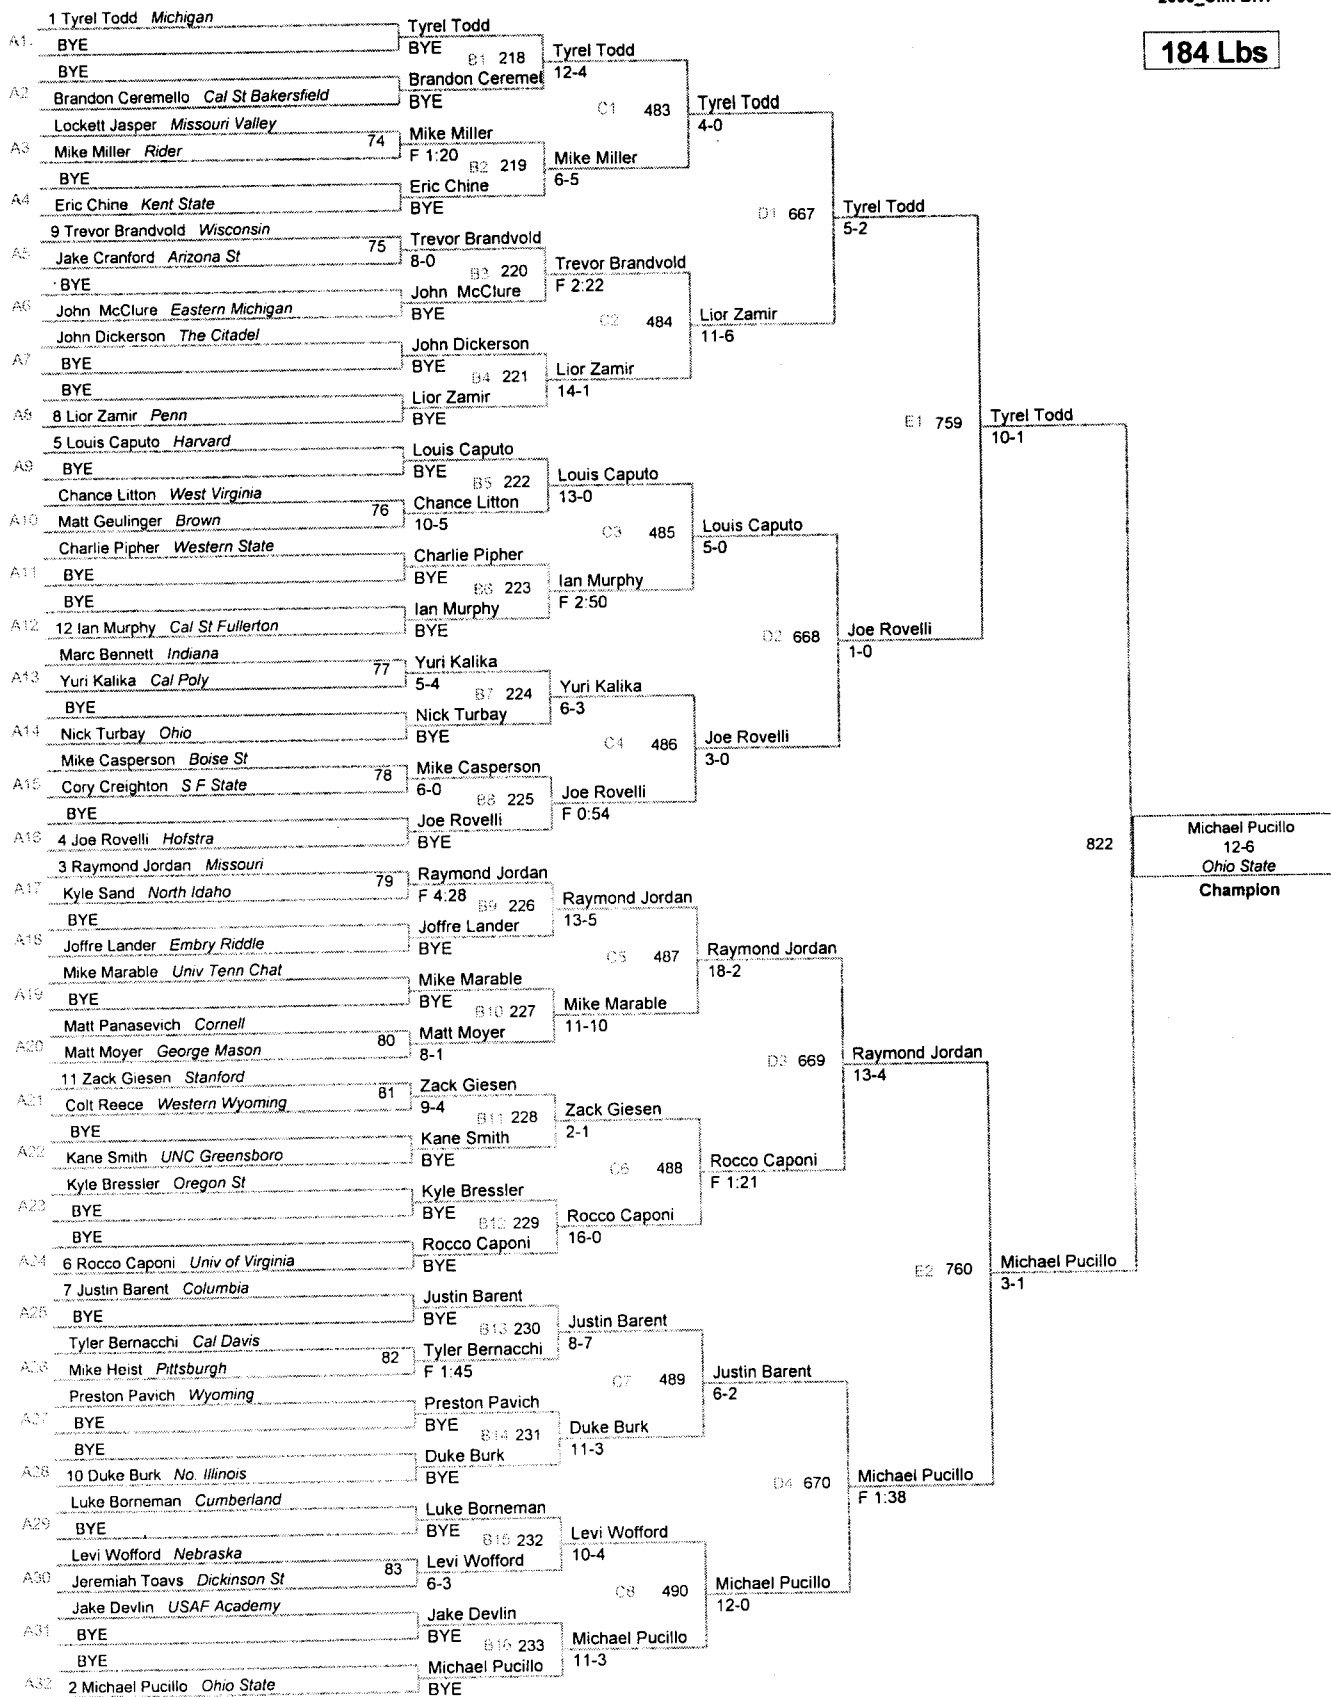 184 Lbs
1 Tyrel Todd Michigan
A1.
BYE
BYE
A2
Brandon Ceremello Cal St Bakersfield
Lockett Jasper Missouri Valley
A3
74
Mike Miller Rider
BYE
A4
Eric Chine Kent State
9 Trevor Brandvold Wisconsin
A5
75
Jake Cranford Arizona St
BYE
A6
John McClure Eastern Michigan
John Dickerson The Citadel
A7
BYE
BYE
A8
8 Lior Zamir Penn
5 Louis Caputo Harvard
A9
BYE
Chance Litton West Virginia
A10
76
Matt Geulinger Brown
Charlie Pipher Western State
A11
BYE
BYE
A12
12 Ian Murphy Cal St Fullerton
Marc Bennett Indiana
A13
77
Yuri Kalika Cal Poly
BYE
A14
Nick Turbay Ohio
Mike Casperson Boise St
A15
78
Cory Creighton S F State
BYE
A16
4 Joe Rovelli Hofstra
3 Raymond Jordan Missouri
A17
79
Kyle Sand North Idaho
BYE
A18
Joffre Lander Embry Riddle
Mike Marable Univ Tenn Chat
A19
BYE
Matt Panasevich Cornell
A20
80
Matt Moyer George Mason
11 Zack Giesen Stanford
A21
81
Colt Reece Western Wyoming
BYE
A22
Kane Smith UNC Greensboro
Kyle Bressler Oregon St
A23
BYE
BYE
A24
6 Rocco Caponi Univ of Virginia
7 Justin Barent Columbia
A25
BYE
Tyler Bernacchi Cal Davis
A26
82
Mike Heist Pittsburgh
Preston Pavich Wyoming
A27
BYE
BYE
A28
10 Duke Burk No. Illinois
Luke Borneman Cumberland
A29
BYE
Levi Wofford Nebraska
A30
83
Jeremiah Toavs Dickinson St
Jake Devlin USAF Academy
A31
BYE
BYE
A32
2 Michael Pucillo Ohio State
Tyrel Todd
BYE
B1 218
Brandon Ceremel
BYE
Mike Miller
F 1:20
B2 219
Eric Chine
BYE
Trevor Brandvold
8-0
B3 220
John McClure
BYE
John Dickerson
BYE
B4 221
Lior Zamir
BYE
Louis Caputo
BYE
B5 222
Chance Litton
10-5
Charlie Pipher
BYE
B6 223
Ian Murphy
BYE
Yuri Kalika
5-4
B7 224
Nick Turbay
BYE
Mike Casperson
6-0
B8 225
Joe Rovelli
BYE
Raymond Jordan
F 4:28
B9 226
Joffre Lander
BYE
Mike Marable
BYE
B10 227
Matt Moyer
8-1
Zack Giesen
9-4
B11 228
Kane Smith
BYE
Kyle Bressler
BYE
B12 229
Rocco Caponi
BYE
Justin Barent
BYE
B13 230
Tyler Bernacchi
F 1:45
Preston Pavich
BYE
B14 231
Duke Burk
BYE
Luke Borneman
BYE
B15 232
Levi Wofford
6-3
Jake Devlin
BYE
B16 233
Michael Pucillo
BYE
Tyrel Todd
12-4
C1 483
Mike Miller
6-5
Trevor Brandvold
F 2:22
C2 484
Lior Zamir
14-1
Louis Caputo
13-0
C3 485
Ian Murphy
F 2:50
Yuri Kalika
6-3
C4 486
Joe Rovelli
F 0:54
Raymond Jordan
13-5
C5 487
Mike Marable
11-10
Zack Giesen
2-1
C6 488
Rocco Caponi
16-0
Justin Barent
8-7
C7 489
Duke Burk
11-3
Levi Wofford
10-4
C8 490
Michael Pucillo
11-3
Tyrel Todd
4-0
D1 667
Lior Zamir
11-6
Louis Caputo
5-0
D2 668
Joe Rovelli
3-0
Raymond Jordan
18-2
D3 669
Rocco Caponi
F 1:21
Justin Barent
6-2
D4 670
Michael Pucillo
12-0
Tyrel Todd
5-2
E1 759
Joe Rovelli
1-0
Raymond Jordan
13-4
E2 760
Michael Pucillo
F 1:38
Tyrel Todd
10-1
822
Michael Pucillo
3-1
Michael Pucillo
12-6
Ohio State
Champion